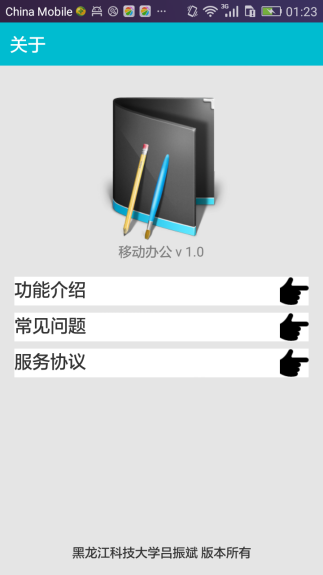 China Mobile 3G 01:23
关于
移动办公 v 1.0
功能介绍
常见问题
服务协议
黑龙江科技大学吕振斌 版本所有